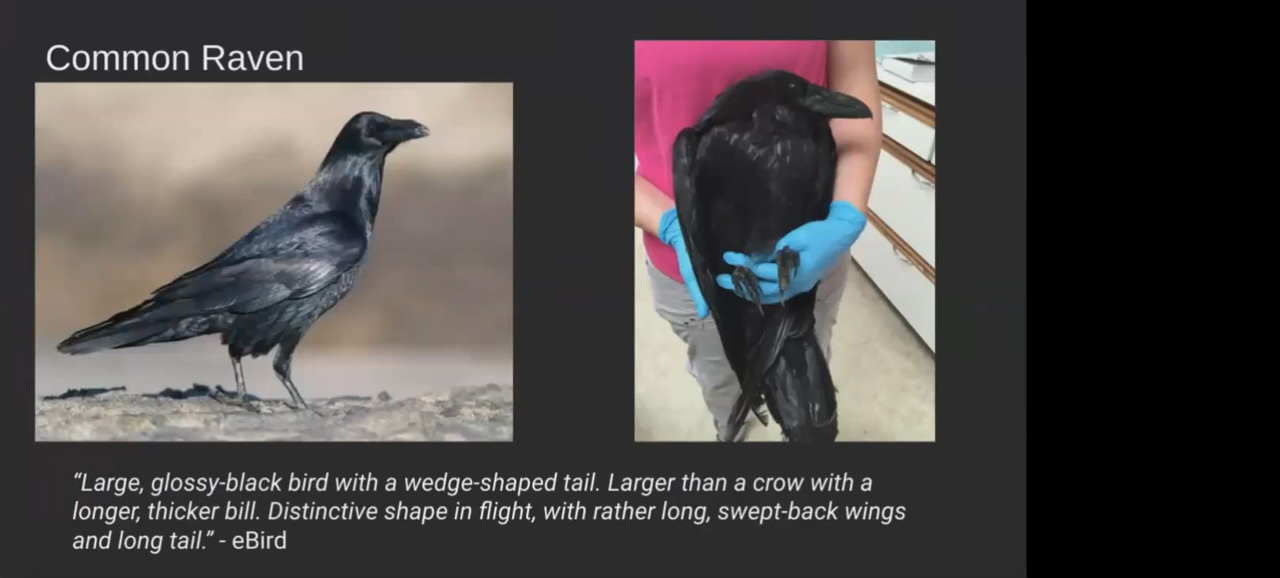 Common Raven
“Large, glossy-black bird with a wedge-shaped tail. Larger than a crow with a
longer, thicker bill. Distinctive shape in flight, with rather long, swept-back wings
and long tail.” - eBird